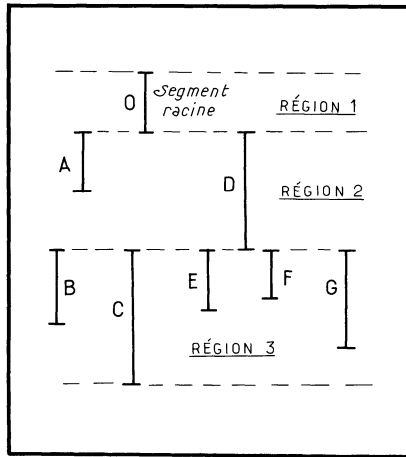 O
Segment
racine
RÉGION 1
A
D
RÉGION 2
B
C
E
F
G
RÉGION 3